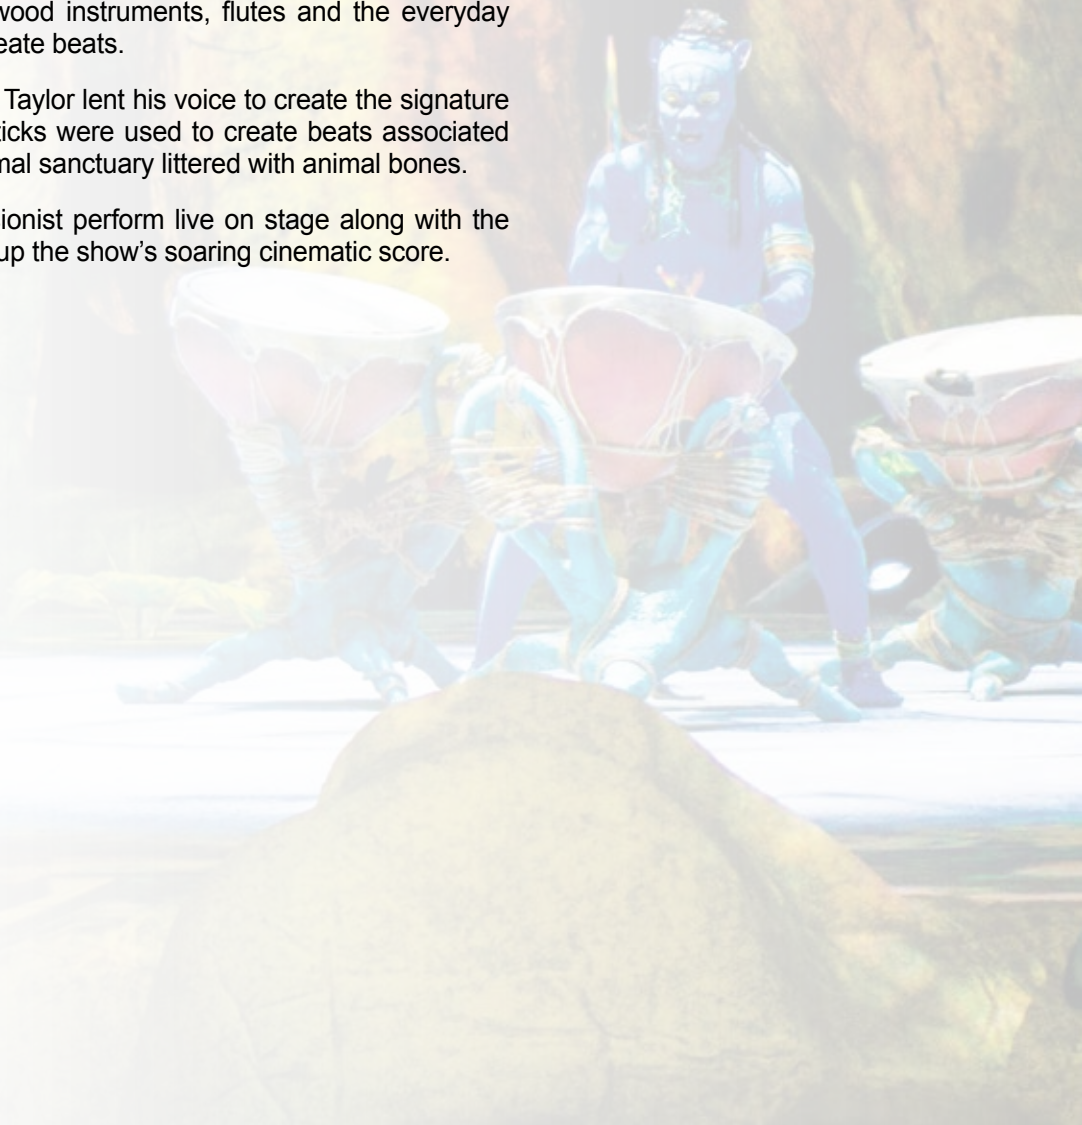 wood instruments, flutes and the everyday
eate beats.
Taylor lent his voice to create the signature
ticks were used to create beats associated
mal sanctuary littered with animal bones.
ionist perform live on stage along with the
up the show’s soaring cinematic score.